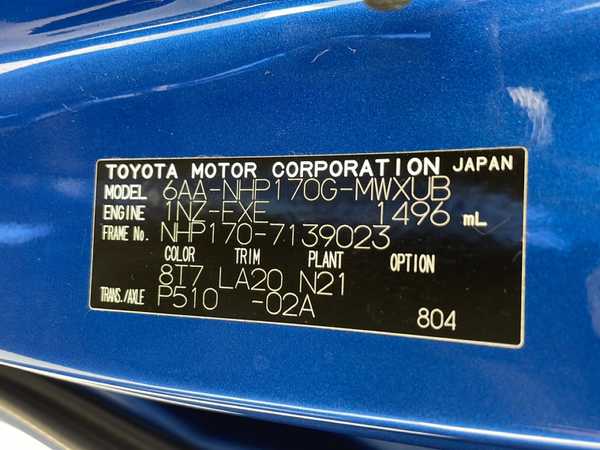 TOYOTA MOTOR CORPORATION JAPAN
MODEL 6AA-NHP170G-MWXUB
ENGINE 1NZ-FXE 1496 mL
FRAME No. NHP170-7139023
COLOR TRIM PLANT OPTION
8T7 LA20 N21
TRANS./AXLE P510 -02A
804